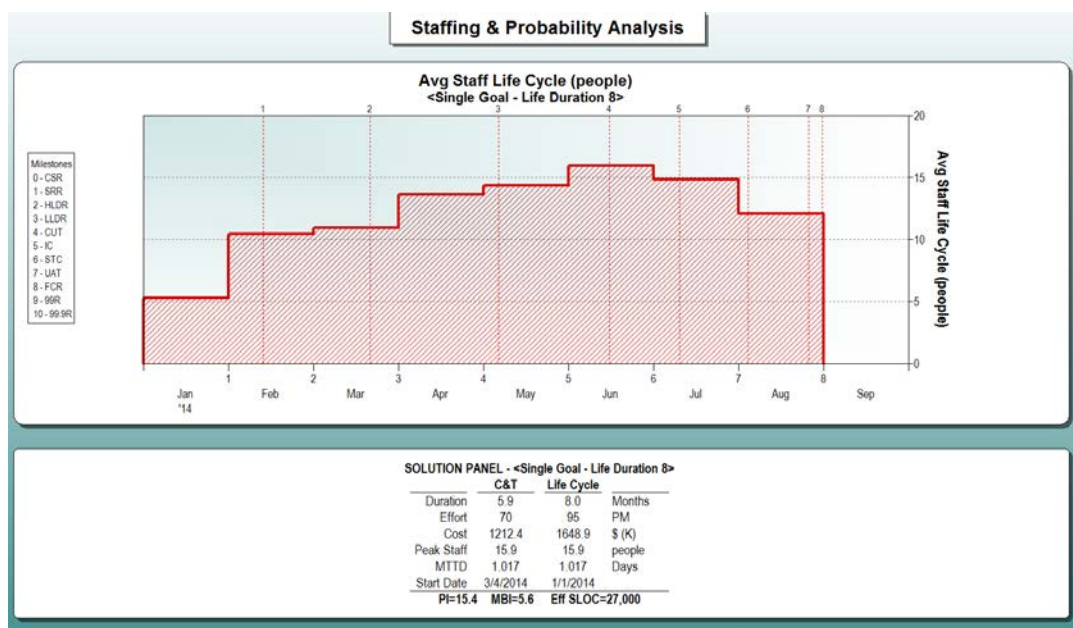 Staffing & Probability Analysis
Avg Staff Life Cycle (people)
<Single Goal - Life Duration 8>
1 2 3 4 5 6 7 8
Milestones
0 - CSR
1 - SRR
2 - HLDR
3 - LLDR
4 - CUT
5 - IC
6 - STC
7 - UAT
8 - FCR
9 - 99R
10 - 99.9R
20
15
10
5
0
Avg Staff Life Cycle (people)
1 2 3 4 5 6 7 8
Jan Feb Mar Apr May Jun Jul Aug Sep
'14
SOLUTION PANEL - <Single Goal - Life Duration 8>
C&T Life Cycle
Duration 5.9 8.0 Months
Effort 70 95 PM
Cost 1212.4 1648.9 $ (K)
Peak Staff 15.9 15.9 people
MTTD 1.017 1.017 Days
Start Date 3/4/2014 1/1/2014
PI=15.4 MBI=5.6 Eff SLOC=27,000